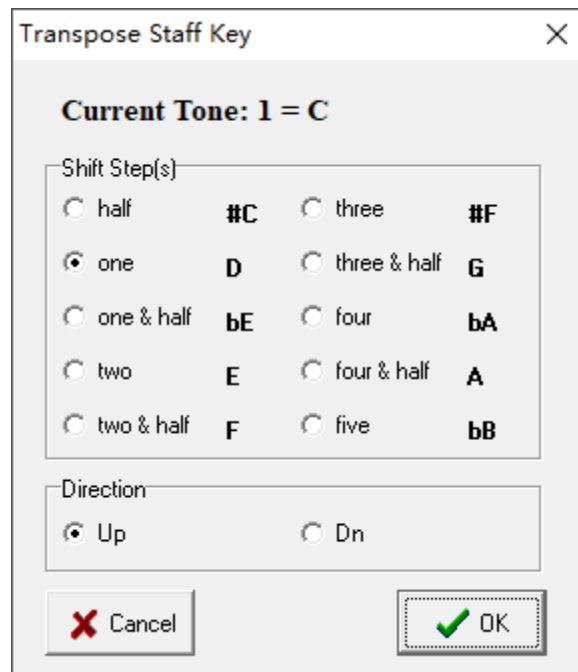 Transpose Staff Key
Current Tone: 1 = C
Shift Step(s)
half #C three #F
one D three & half G
one & half bE four bA
two E four & half A
two & half F five bB
Direction
Up Dn
Cancel OK